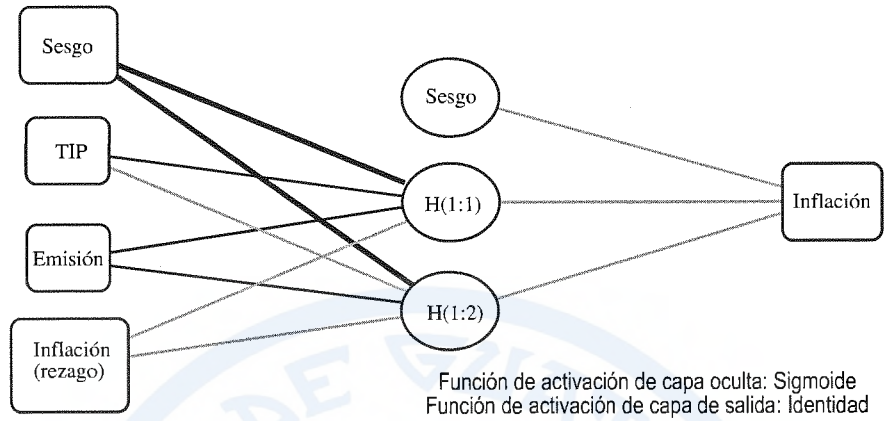 Sesgo
TIP
Emisión
Inflación
(rezago)
Sesgo
H(1:1)
H(1:2)
Inflación
Función de activación de capa oculta: Sigmoide
Función de activación de capa de salida: Identidad